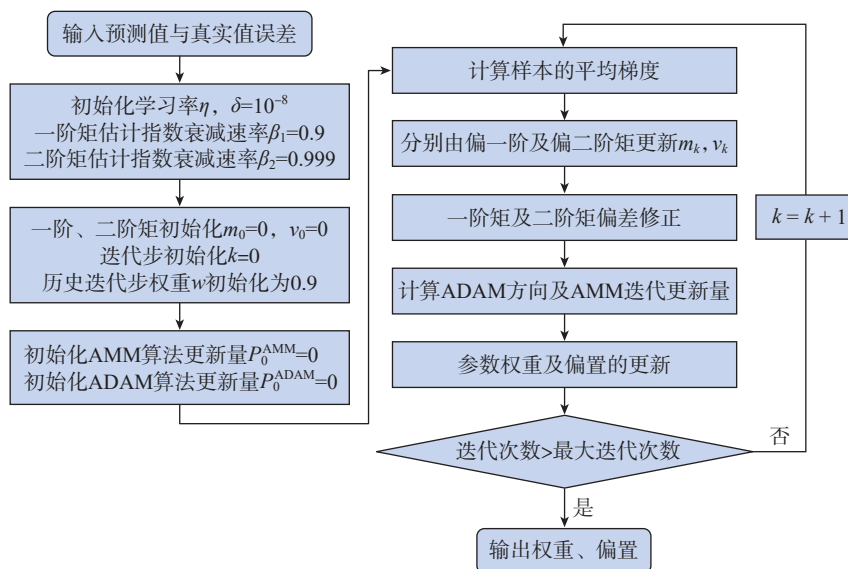 输入预测值与真实值误差
初始化学习率η，δ=10⁻⁸
一阶矩估计指数衰减速率β₁=0.9
二阶矩估计指数衰减速率β₂=0.999
一阶、二阶矩初始化m₀=0，v₀=0
迭代步初始化k=0
历史迭代步权重w初始化为0.9
初始化AMM算法更新量P₀ᴬᴹᴹ=0
初始化ADAM算法更新量P₀ᴬᴰᴬᴹ=0
计算样本的平均梯度
分别由偏一阶及偏二阶矩更新mₖ, vₖ
一阶矩及二阶矩偏差修正
k = k + 1
计算ADAM方向及AMM迭代更新量
参数权重及偏置的更新
迭代次数>最大迭代次数
否
是
输出权重、偏置